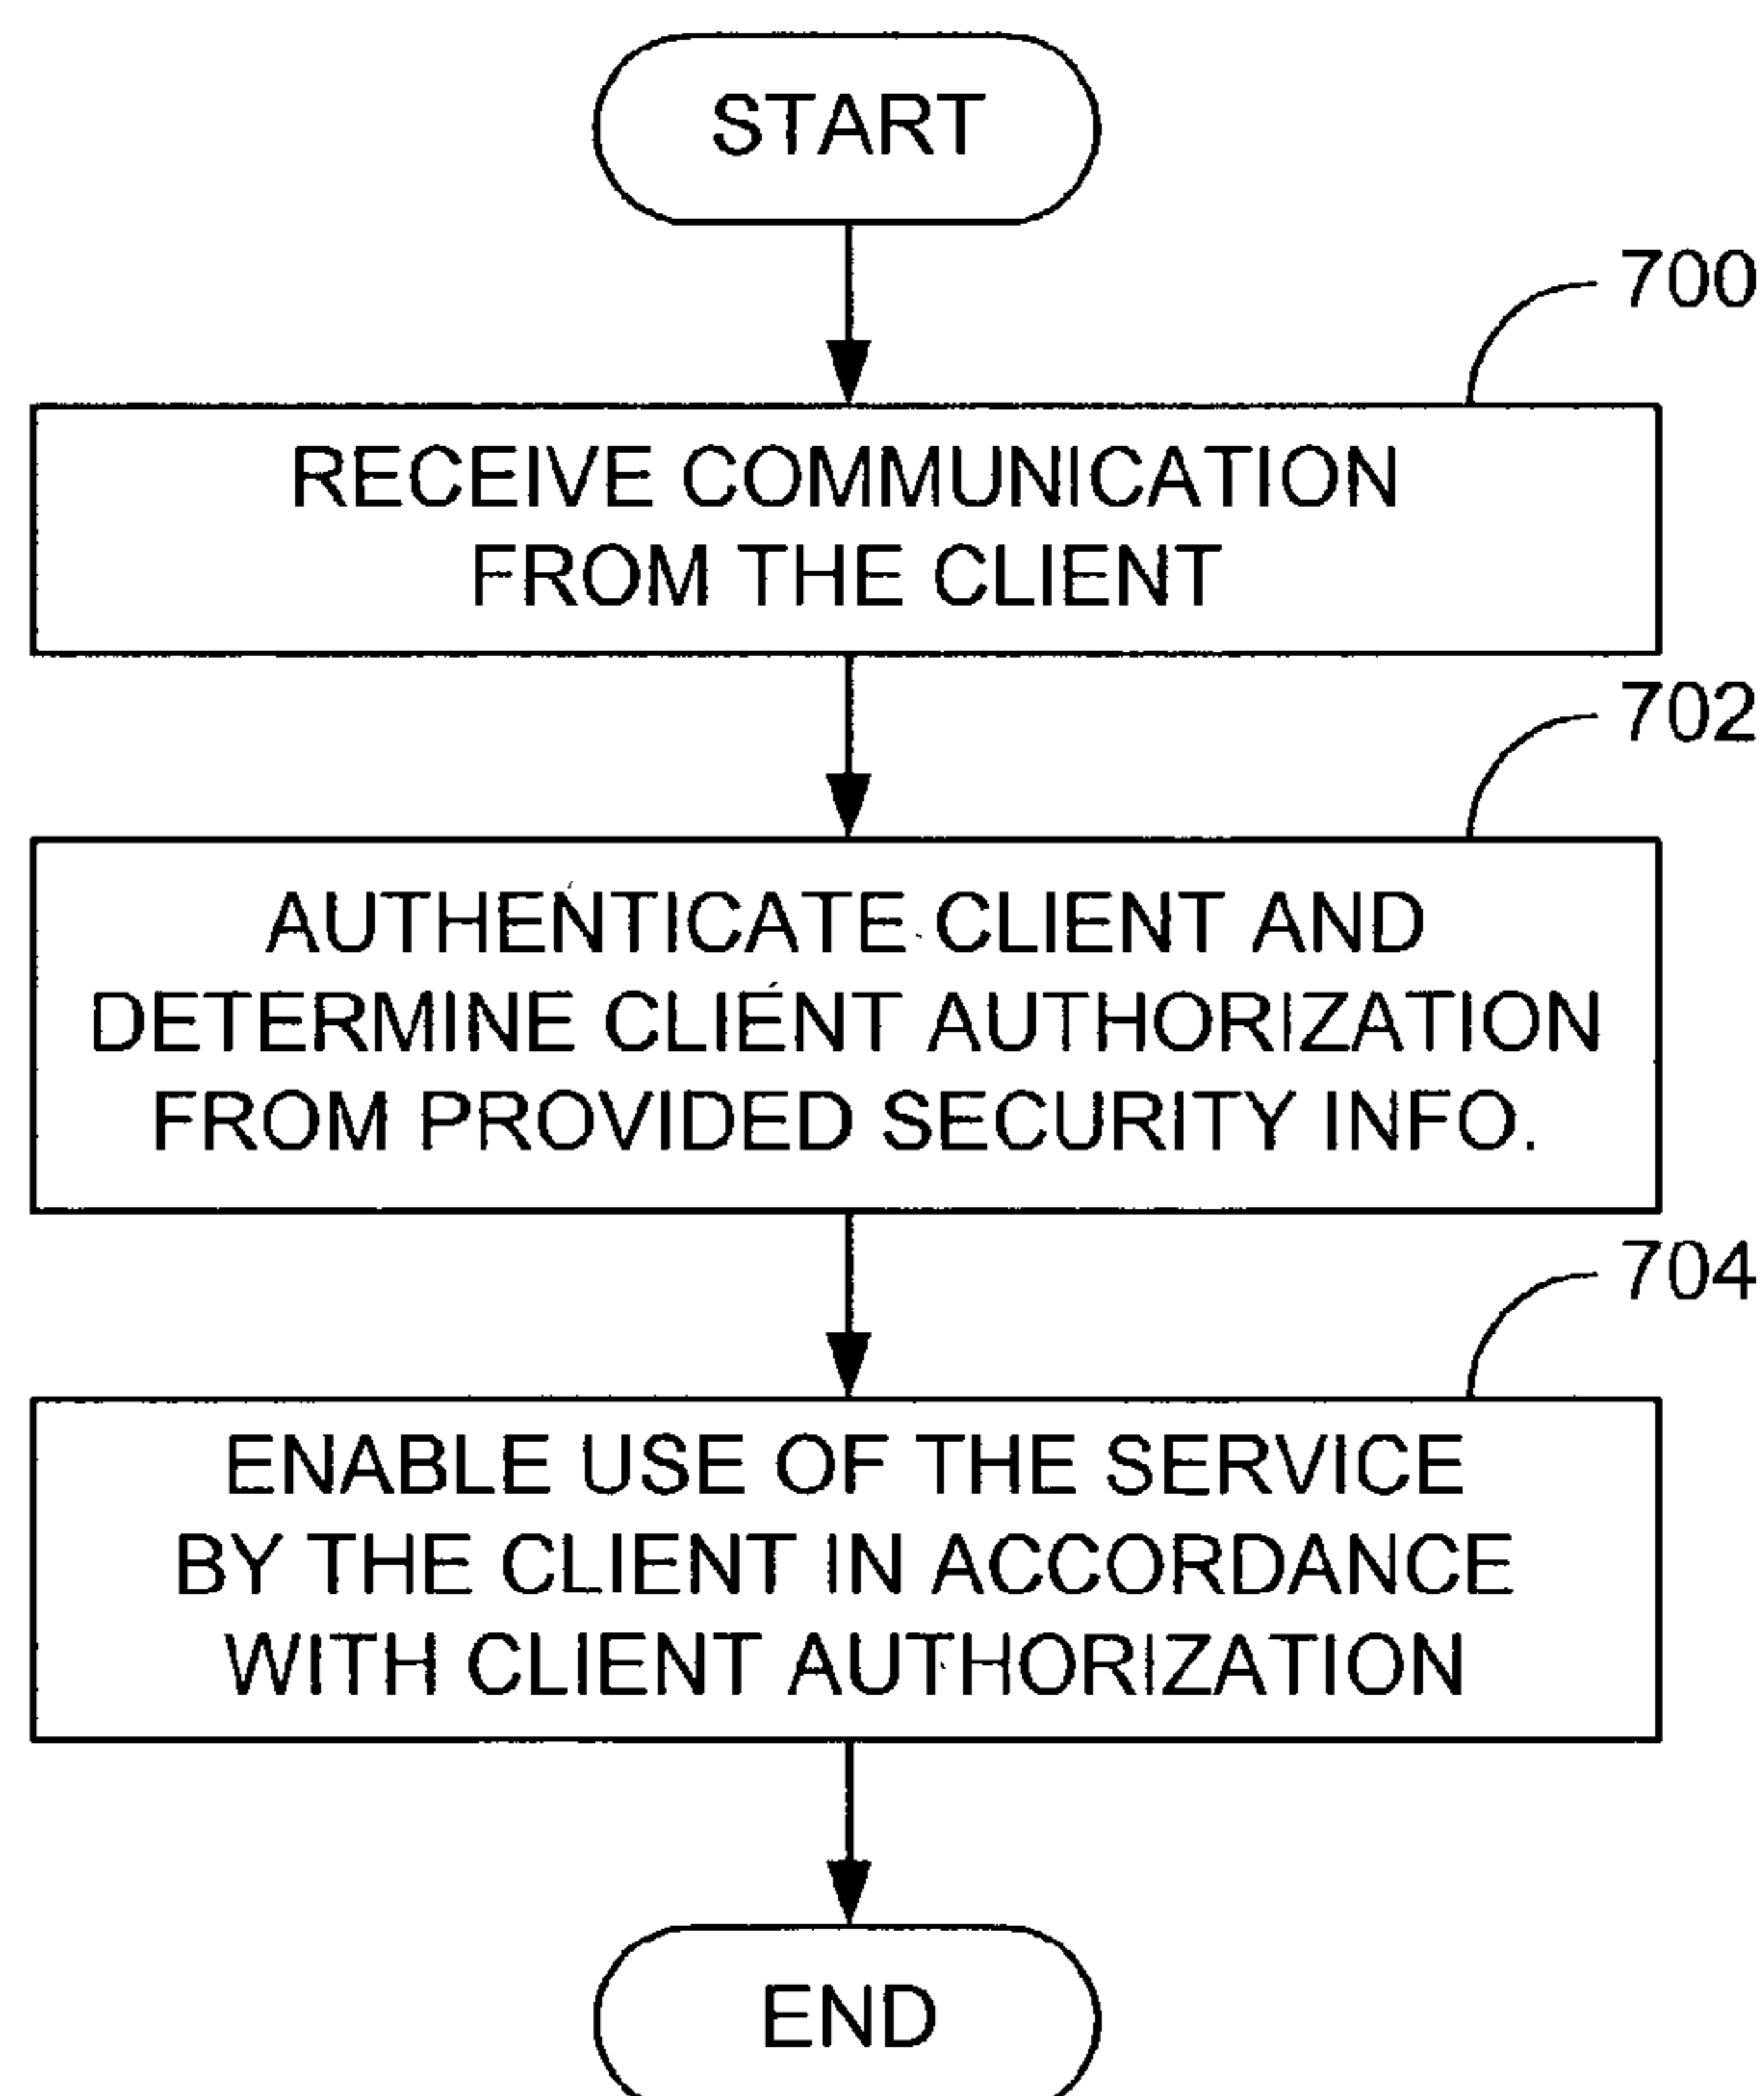 START
700
RECEIVE COMMUNICATION
FROM THE CLIENT
702
AUTHENTICATE CLIENT AND
DETERMINE CLIENT AUTHORIZATION
FROM PROVIDED SECURITY INFO.
704
ENABLE USE OF THE SERVICE
BY THE CLIENT IN ACCORDANCE
WITH CLIENT AUTHORIZATION
END